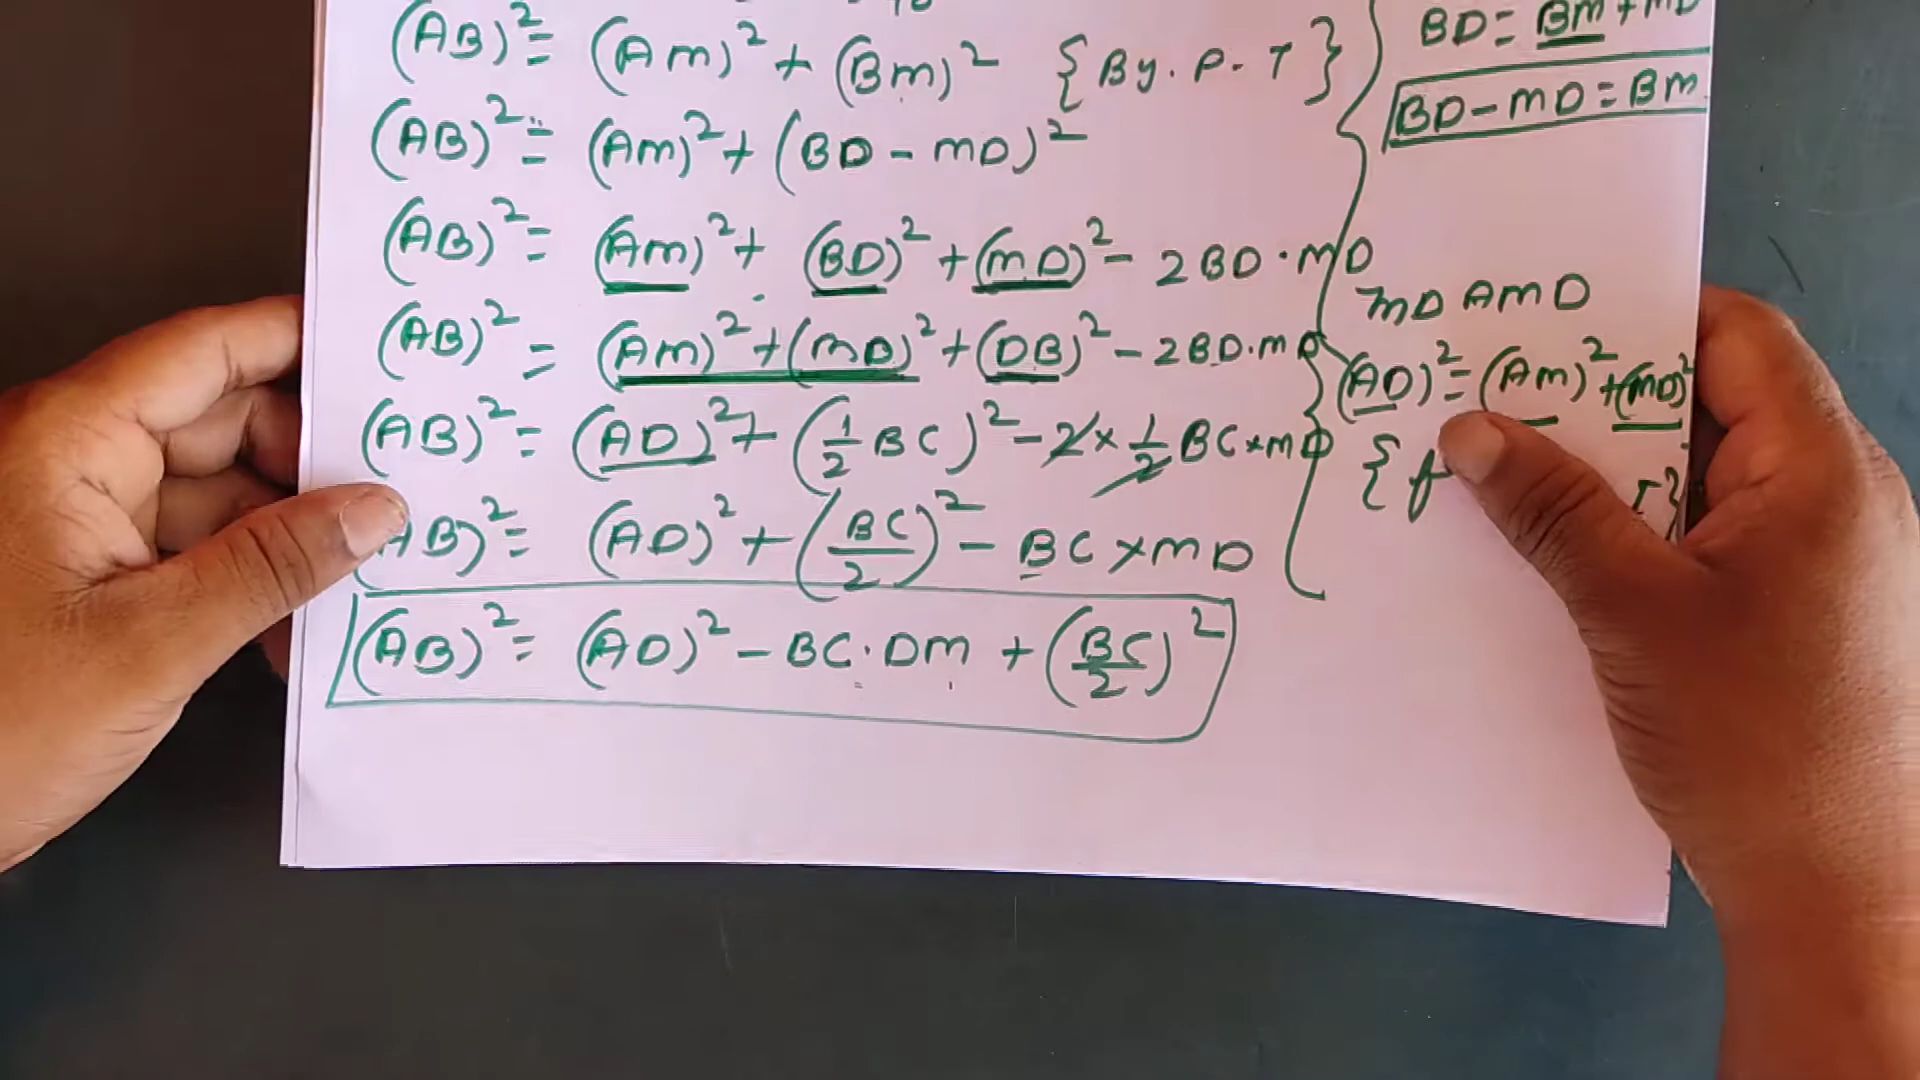 (AB)² = (Am)² + (Bm)² {By. P. T}
(AB)² = (Am)² + (BD - MD)²
(AB)² = (Am)² + (BD)² + (MD)² - 2BD·MD
(AB)² = (Am)² + (MD)² + (DB)² - 2BD.MD
(AB)² = (AD)² + (1/2 BC)² - 2 x 1/2 BC x MD
(AB)² = (AD)² + (BC/2)² - BC x MD
(AB)² = (AD)² - BC·DM + (BC/2)²
BD = BM + MD
BD - MD = BM
AMD
(AD)² = (Am)² + (MD)²